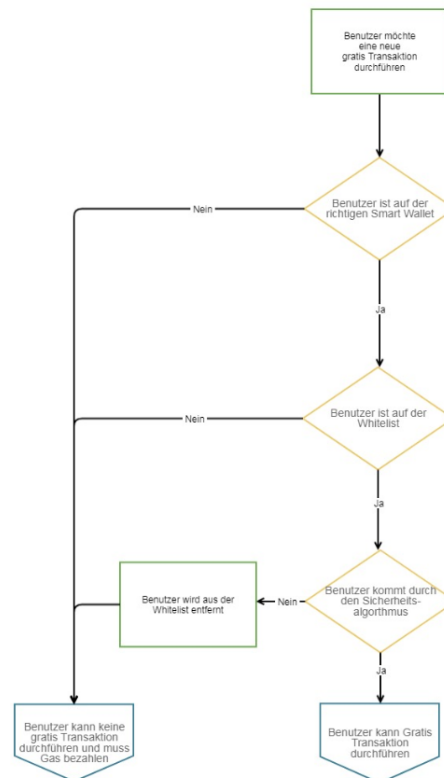 Benutzer möchte
eine neue
gratis Transaktion
durchführen
Benutzer ist auf der
richtigen Smart Wallet
Nein
Ja
Benutzer ist auf der
Whitelist
Nein
Ja
Benutzer kommt durch
den Sicherheits-
algorthmus
Nein
Benutzer wird aus der
Whitelist entfernt
Ja
Benutzer kann keine
gratis Transaktion
durchführen und muss
Gas bezahlen
Benutzer kann Gratis
Transaktion
durchführen